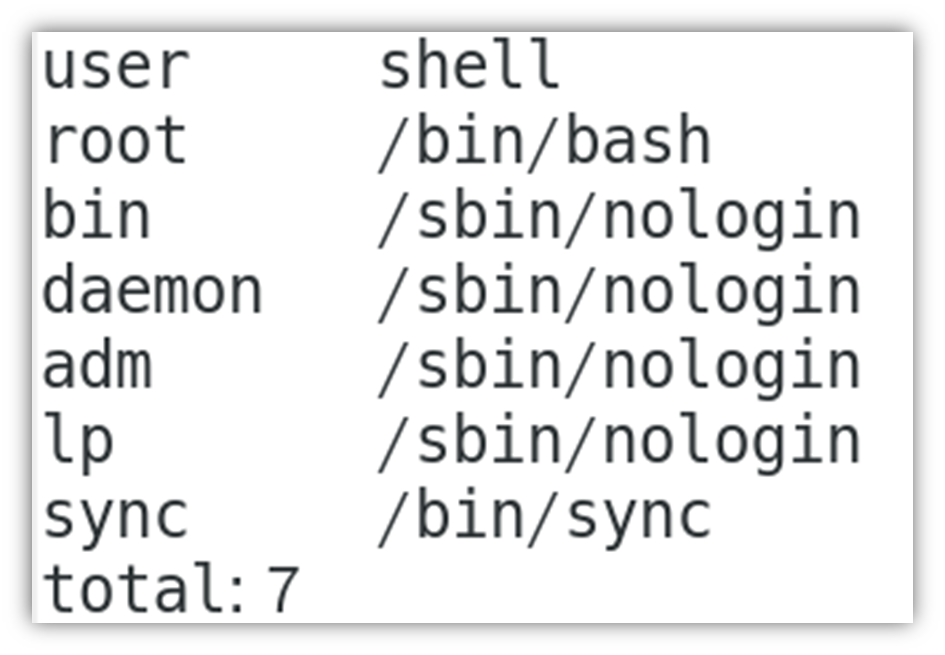 user shell
root /bin/bash
bin /sbin/nologin
daemon /sbin/nologin
adm /sbin/nologin
lp /sbin/nologin
sync /bin/sync
total: 7